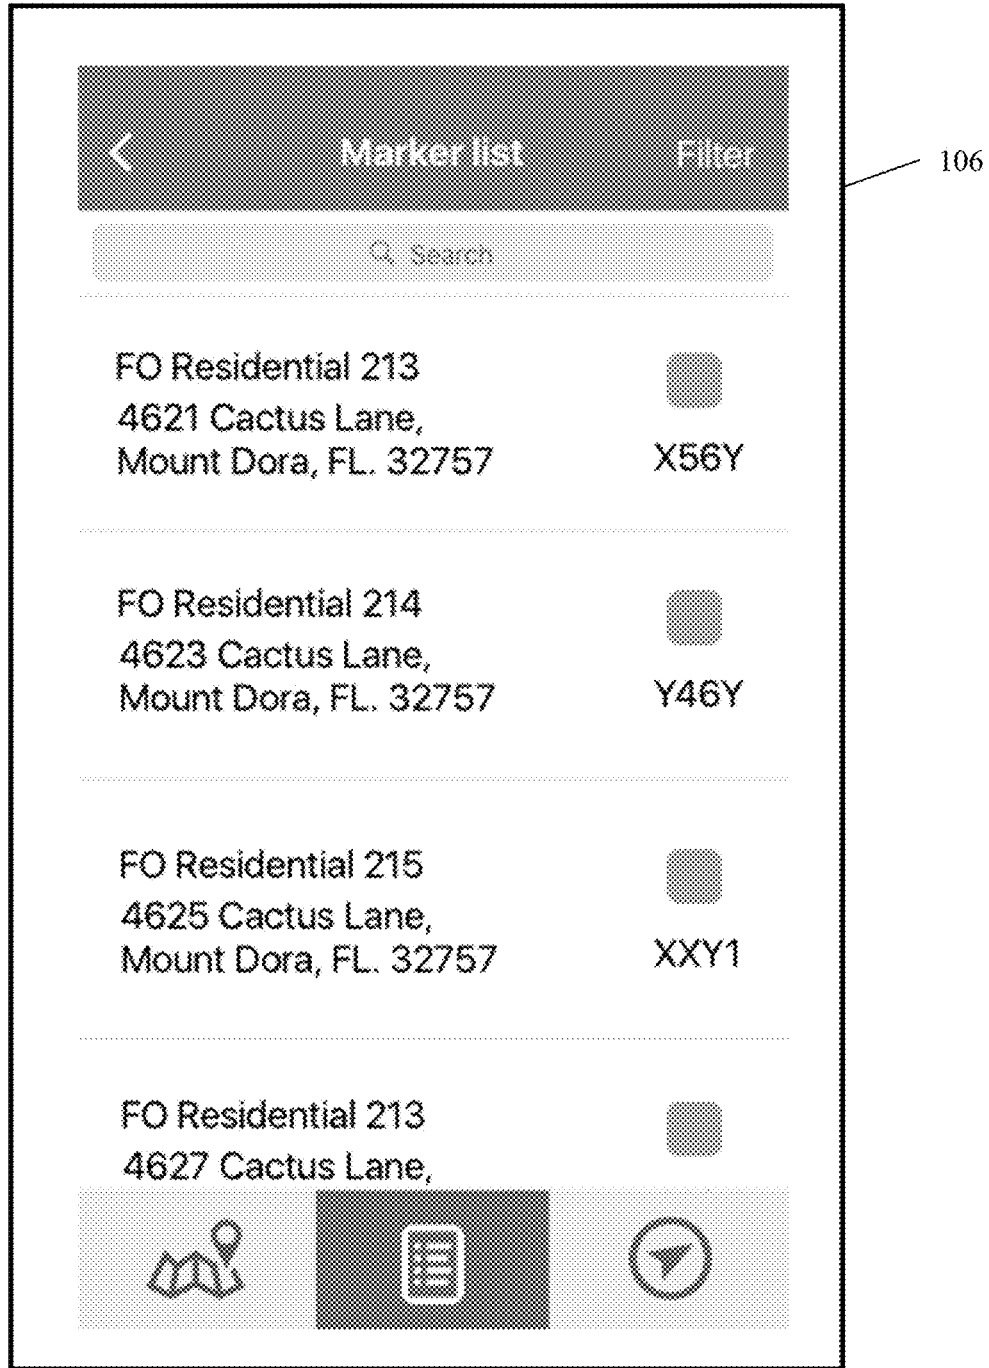 Marker list
Filter
106
Search
FO Residential 213
4621 Cactus Lane,
Mount Dora, FL. 32757
X56Y
FO Residential 214
4623 Cactus Lane,
Mount Dora, FL. 32757
Y46Y
FO Residential 215
4625 Cactus Lane,
Mount Dora, FL. 32757
XXY1
FO Residential 213
4627 Cactus Lane,